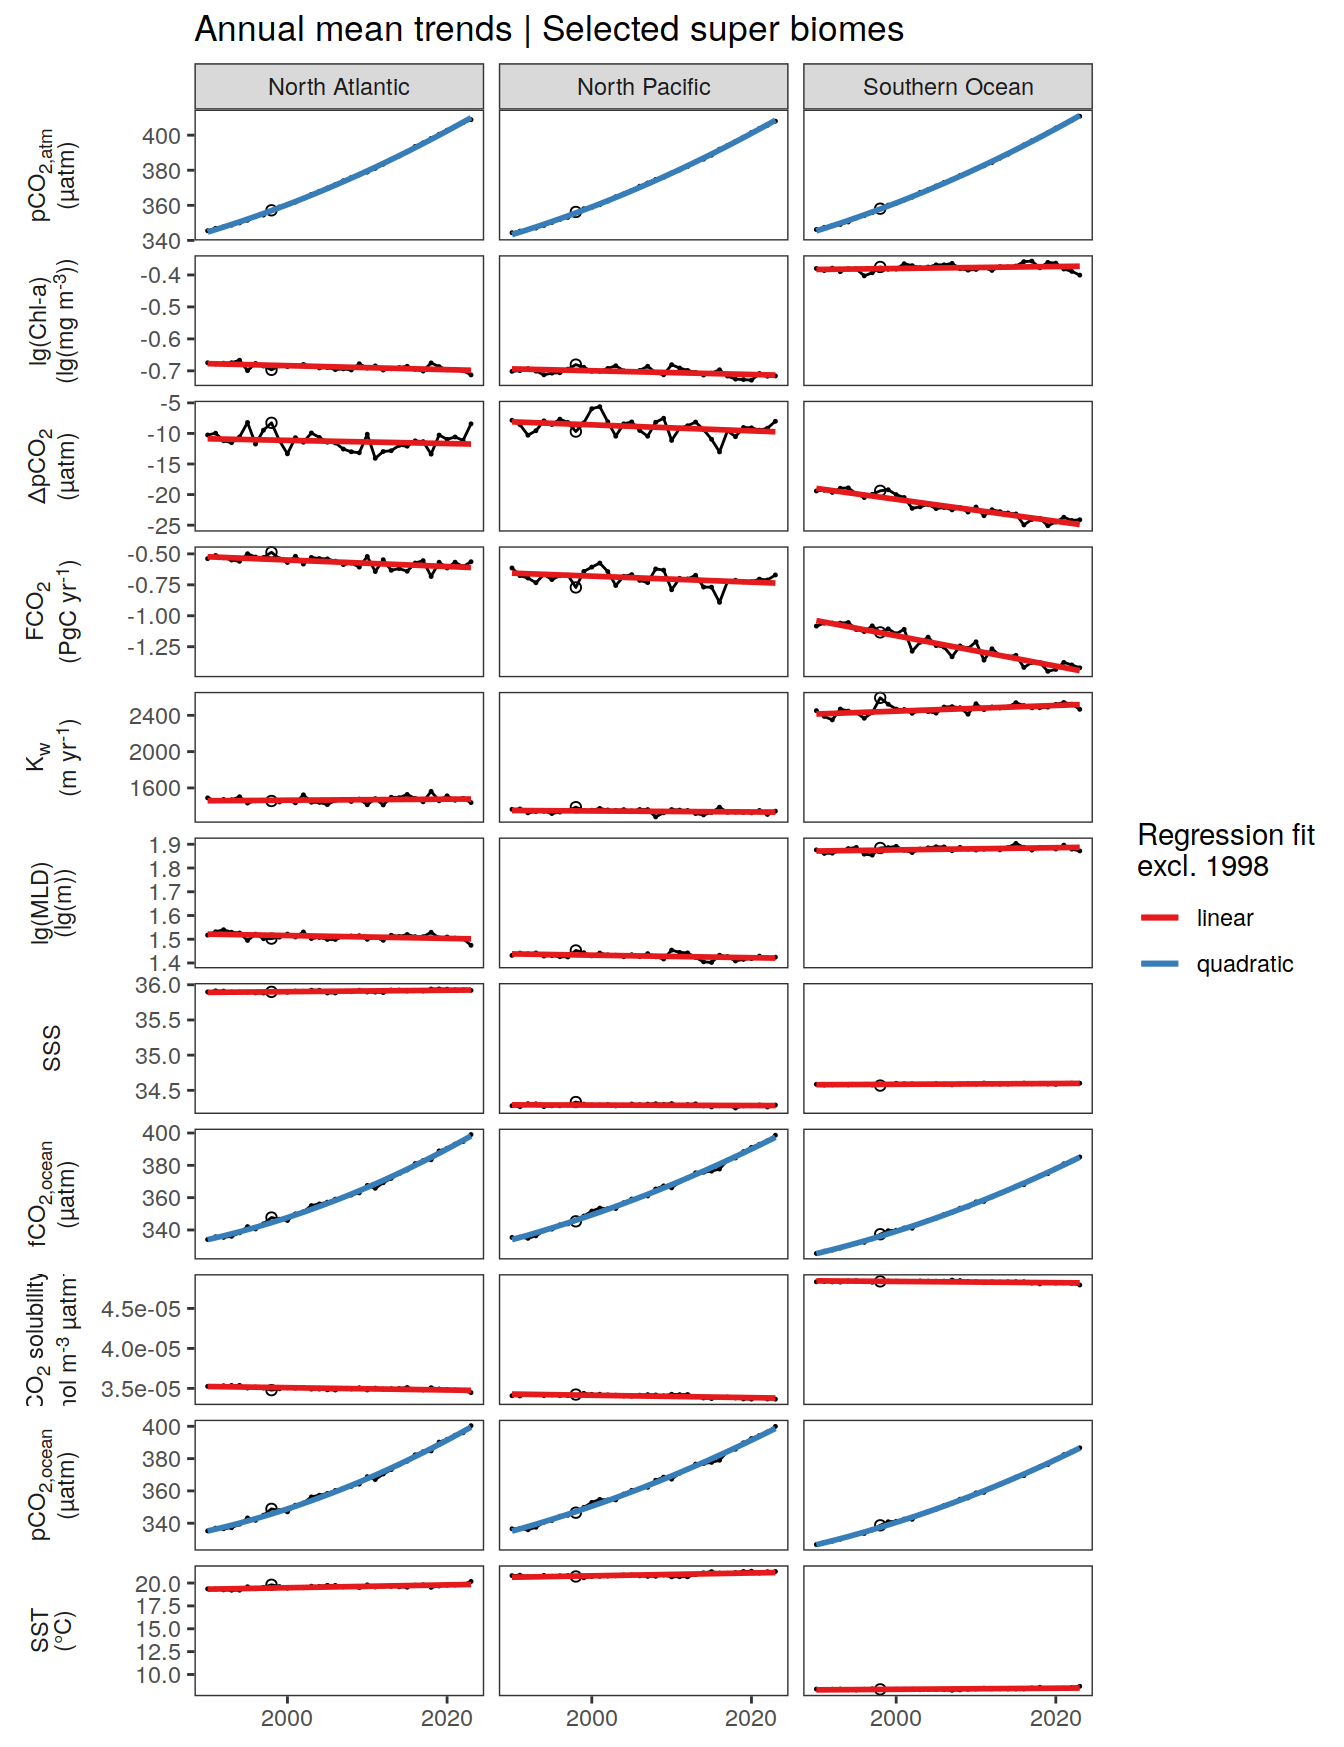 Annual mean trends | Selected super biomes
North Atlantic
North Pacific
Southern Ocean
pCO2,atm
(µatm)
400
380
360
340
lg(Chl-a)
(lg(mg m-3))
-0.4
-0.5
-0.6
-0.7
ΔpCO2
(µatm)
-5
-10
-15
-20
-25
FCO2
(PgC yr-1)
-0.50
-0.75
-1.00
-1.25
Kw
(m yr-1)
2400
2000
1600
lg(MLD)
(lg(m))
1.9
1.8
1.7
1.6
1.5
1.4
SSS
36.0
35.5
35.0
34.5
fCO2,ocean
(µatm)
400
380
360
340
CO2 solubility
m-3 µatm
4.5e-05
4.0e-05
3.5e-05
pCO2,ocean
(µatm)
400
380
360
340
SST
(°C)
20.0
17.5
15.0
12.5
10.0
2000
2020
2000
2020
2000
2020
Regression fit
excl. 1998
linear
quadratic